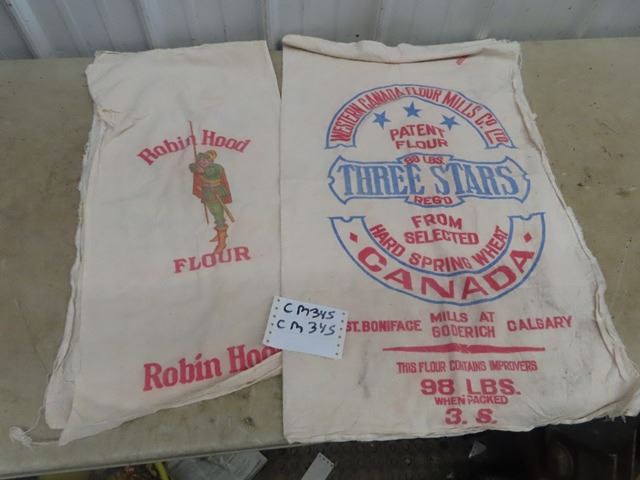 Robin Hood
FLOUR
Robin Hood
WESTERN CANADA FLOUR MILLS CO. LTD.
PATENT
FLOUR
98 LBS.
THREE STARS
REG'D
FROM
SELECTED
HARD SPRING WHEAT
CANADA
MILLS AT
ST. BONIFACE GODERICH CALGARY
THIS FLOUR CONTAINS IMPROVERS
98 LBS.
WHEN PACKED
3. S.
CM345
CM345